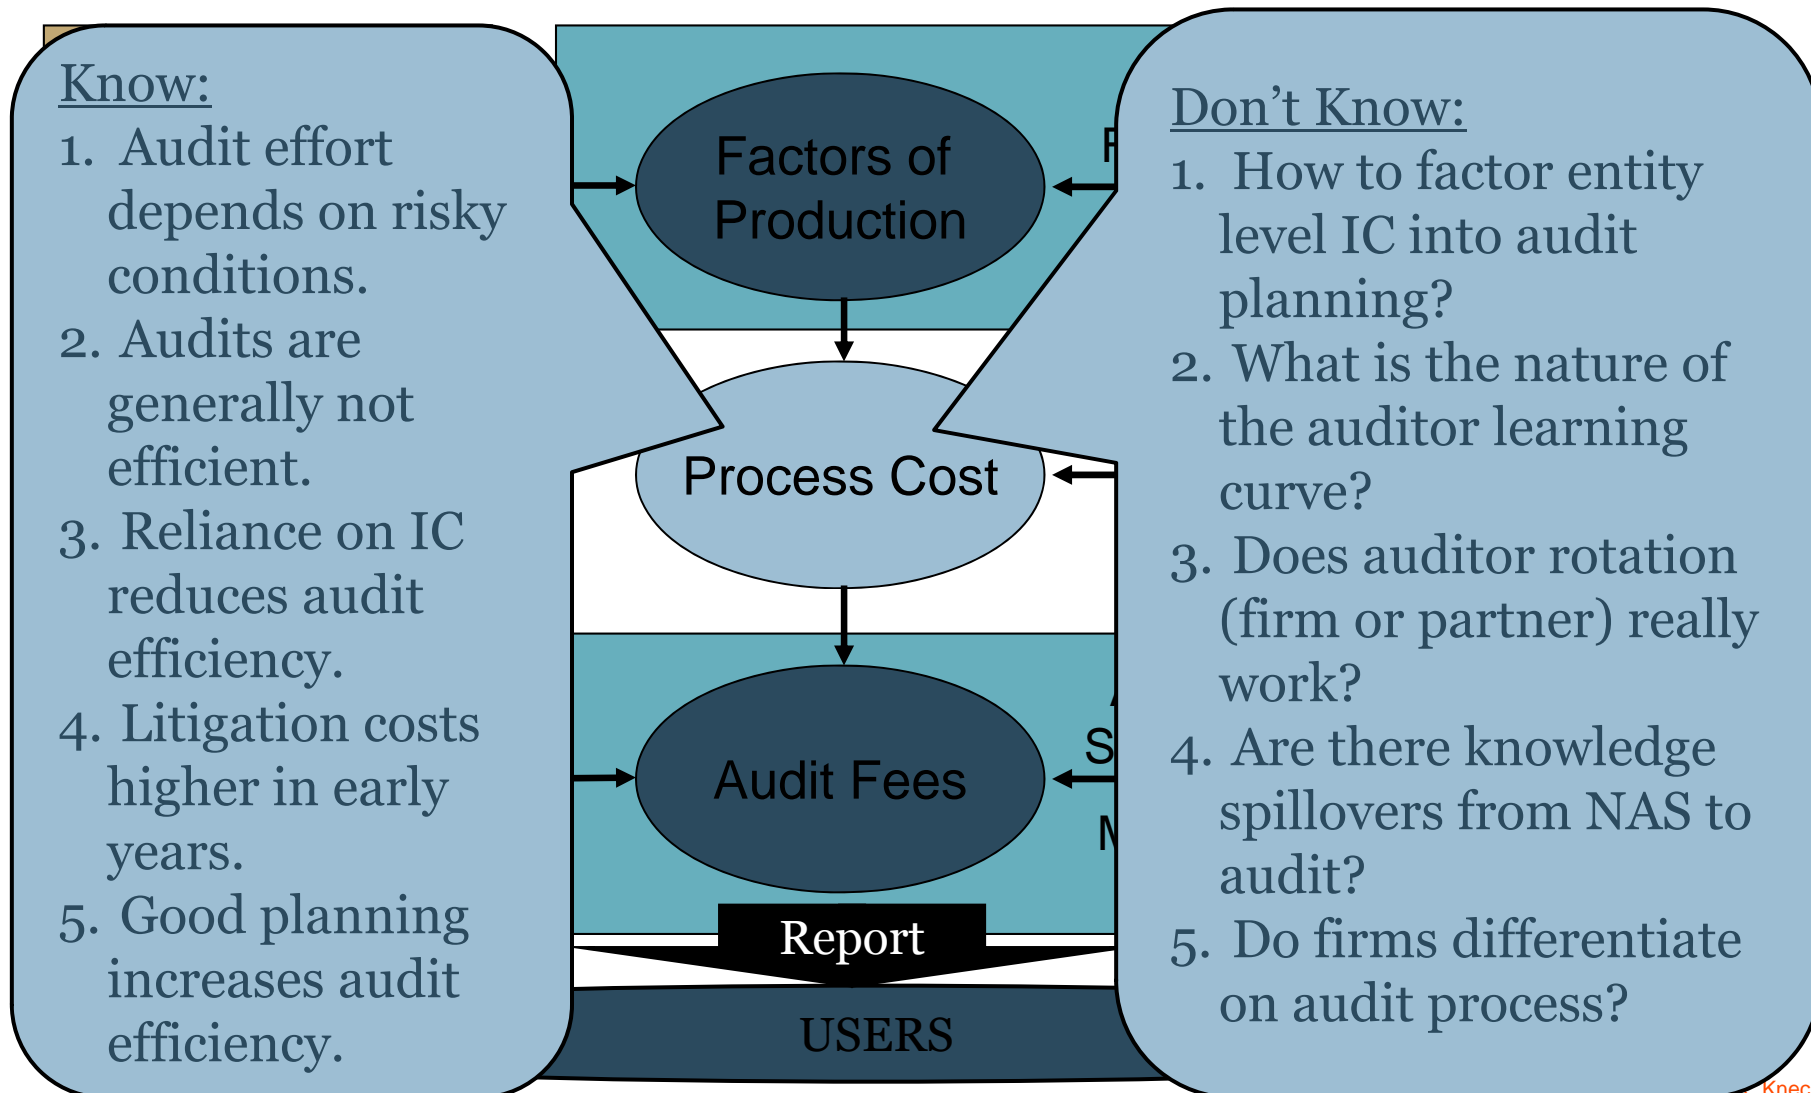 Know:
1. Audit effort
depends on risky
conditions.
2. Audits are
generally not
efficient.
3. Reliance on IC
reduces audit
efficiency.
4. Litigation costs
higher in early
years.
5. Good planning
increases audit
efficiency.
Factors of
Production
Process Cost
Audit Fees
Report
USERS
Don’t Know:
1. How to factor entity
level IC into audit
planning?
2. What is the nature of
the auditor learning
curve?
3. Does auditor rotation
(firm or partner) really
work?
4. Are there knowledge
spillovers from NAS to
audit?
5. Do firms differentiate
on audit process?